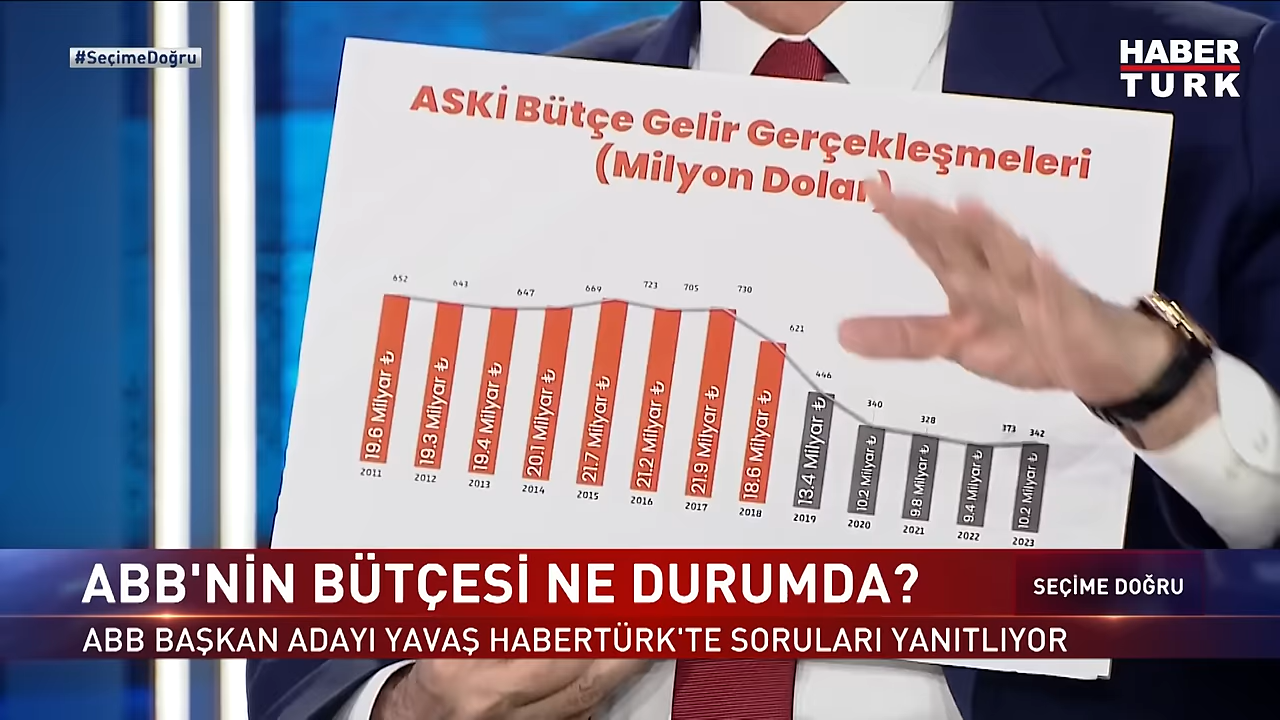 #SeçimeDoğru
HABER
TURK
ASKİ Bütçe Gelir Gerçekleşmeleri
(Milyon Dolar)
652 643 647 669 723 705 730 621 446 340 328 373 342
19.6 Milyar ₺
19.3 Milyar ₺
19.4 Milyar ₺
20.1 Milyar ₺
21.7 Milyar ₺
21.2 Milyar ₺
21.9 Milyar ₺
18.6 Milyar ₺
13.4 Milyar ₺
10.2 Milyar ₺
9.8 Milyar ₺
9.4 Milyar ₺
10.2 Milyar ₺
2011 2012 2013 2014 2015 2016 2017 2018 2019 2020 2021 2022 2023
ABB'NİN BÜTÇESİ NE DURUMDA?
SEÇİME DOĞRU
ABB BAŞKAN ADAYI YAVAŞ HABERTÜRK'TE SORULARI YANITLIYOR